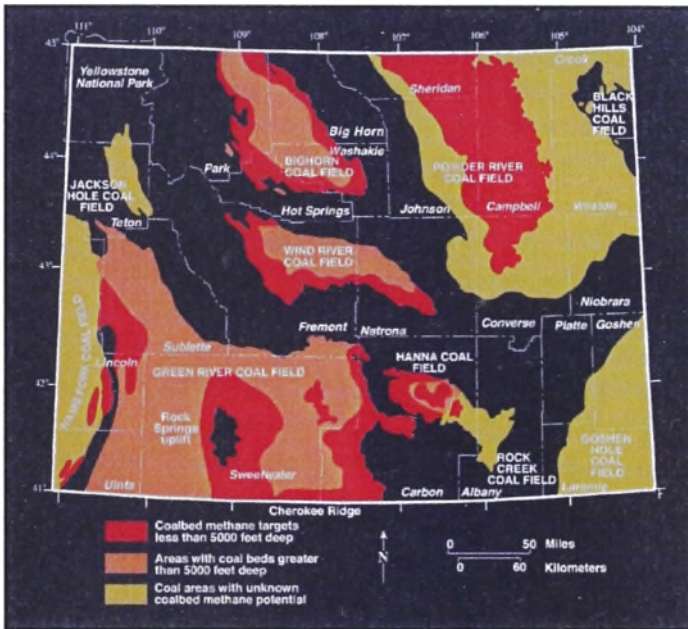 111° 110° 109° 108° 107° 106° 105° 104°
45°
Yellowstone
National Park
Sheridan
Crook
BLACK
HILLS
COAL
FIELD
Big Horn
Washakie
44°
Park
BIGHORN
COAL FIELD
POWDER RIVER
COAL FIELD
JACKSON
HOLE COAL
FIELD
Hot Springs
Johnson
Campbell
Weston
Teton
43°
WIND RIVER
COAL FIELD
Niobrara
Fremont
Natrona
Converse
Platte
Goshen
Sublette
HANNA COAL
FIELD
Lincoln
HAMS FORK COAL FIELD
GREEN RIVER COAL FIELD
42°
Rock
Springs
uplift
GOSHEN
HOLE
COAL
FIELD
ROCK
CREEK
COAL FIELD
Sweetwater
Uinta
Carbon
Albany
Laramie
41°
Cherokee Ridge
Coalbed methane targets
less than 5000 feet deep
Areas with coal beds greater
than 5000 feet deep
Coal areas with unknown
coalbed methane potential
N
0 50 Miles
0 60 Kilometers